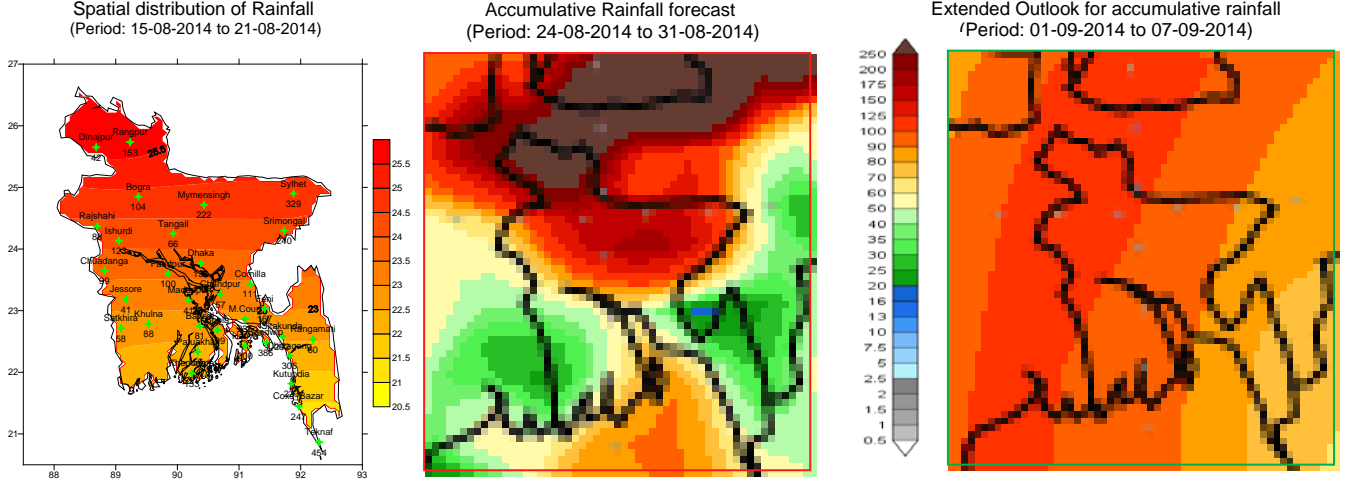 Spatial distribution of Rainfall
(Period: 15-08-2014 to 21-08-2014)
Accumulative Rainfall forecast
(Period: 24-08-2014 to 31-08-2014)
Extended Outlook for accumulative rainfall
(Period: 01-09-2014 to 07-09-2014)
27
26
25
24
23
22
21
88
89
90
91
92
93
Dinajpur
42
Rangpur
153
25.5
Bogra
104
Mymensingh
222
Sylhet
329
Rajshahi
Tangail
66
Srimongal
240
Ishurdi
123
Dhaka
Chuadanga
99
100
Comilla
Jessore
41
57
Feni
23
Khulna
88
M.Court
Satkhira
58
Rangamati
60
Kutubdia
Teknaf
454
25.5
25
24.5
24
23.5
23
22.5
22
21.5
21
20.5
250
200
175
150
125
100
90
80
70
60
50
40
35
30
25
20
16
13
10
7.5
5
2.5
2
1.5
1
0.5